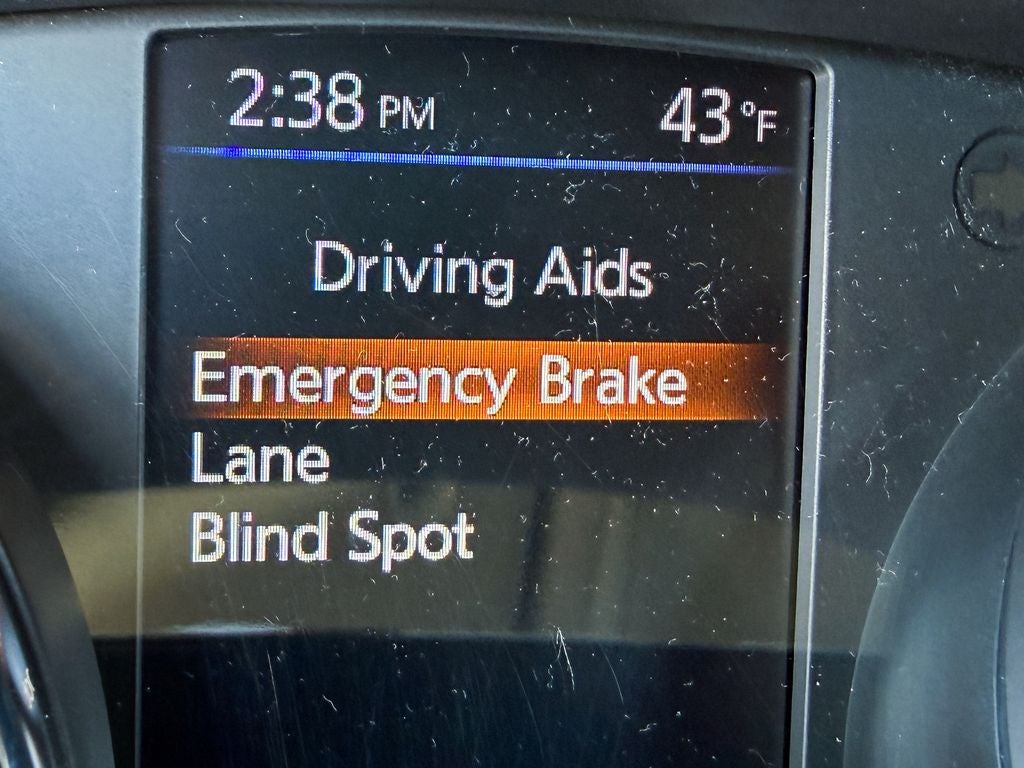 2:38 PM 43°F
Driving Aids
Emergency Brake
Lane
Blind Spot